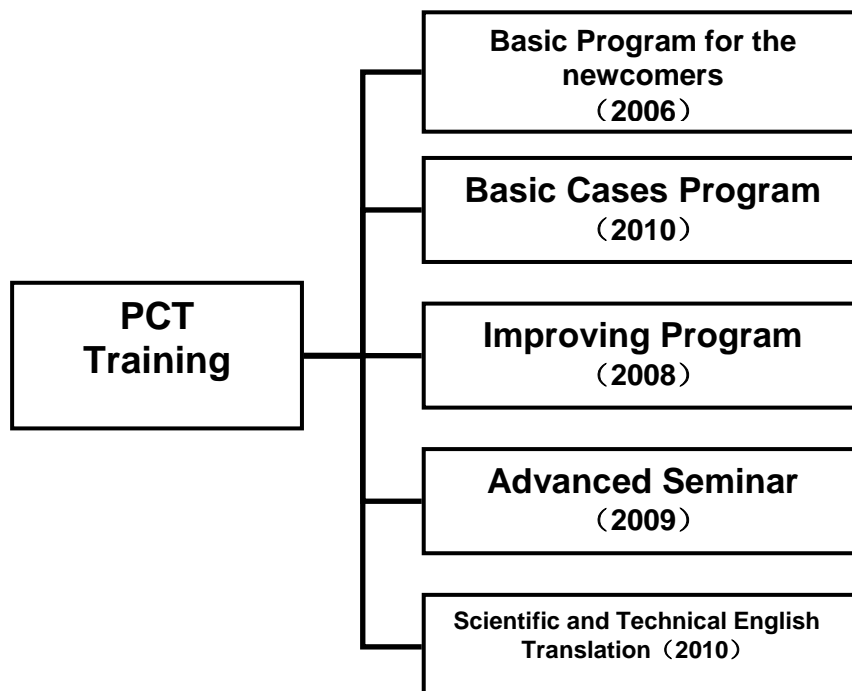 Basic Program for the
newcomers
（2006）
Basic Cases Program
（2010）
PCT
Training
Improving Program
（2008）
Advanced Seminar
（2009）
Scientific and Technical English
Translation（2010）